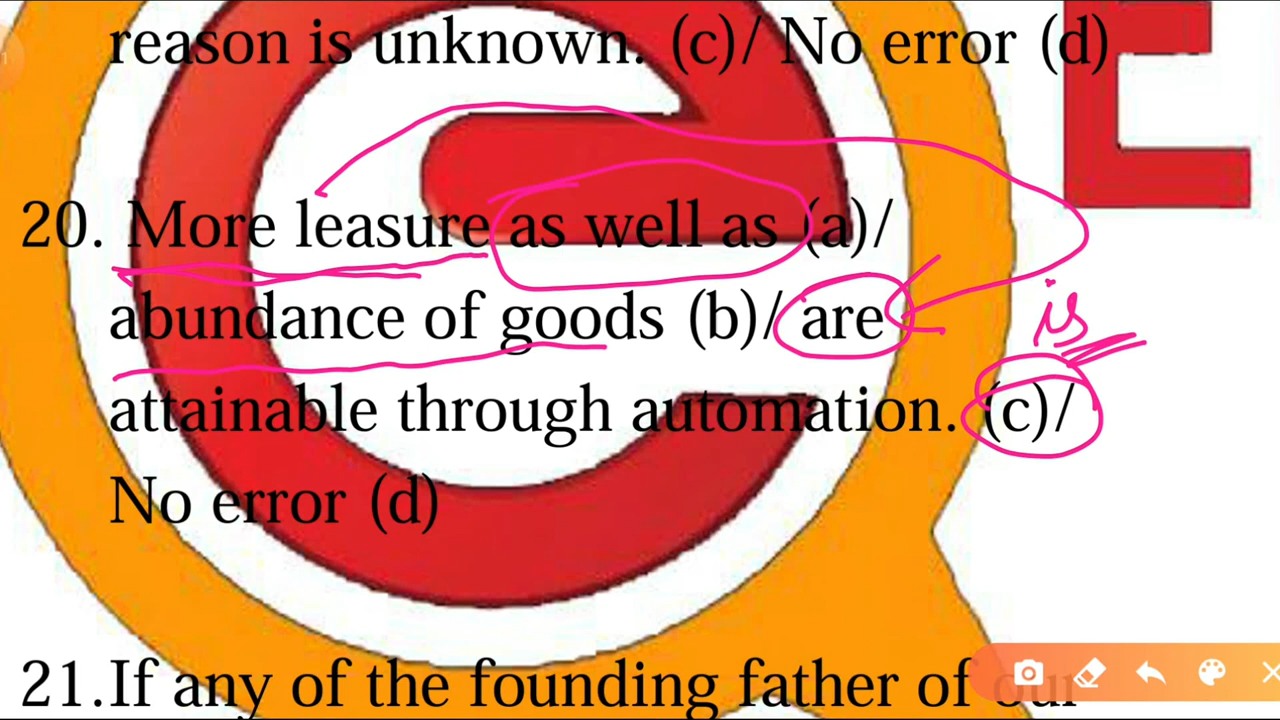 reason is unknown. (c)/ No error (d)
20. More leasure as well as (a)/
abundance of goods (b)/ are
is
attainable through automation. (c)/
No error (d)
21.If any of the founding father of our